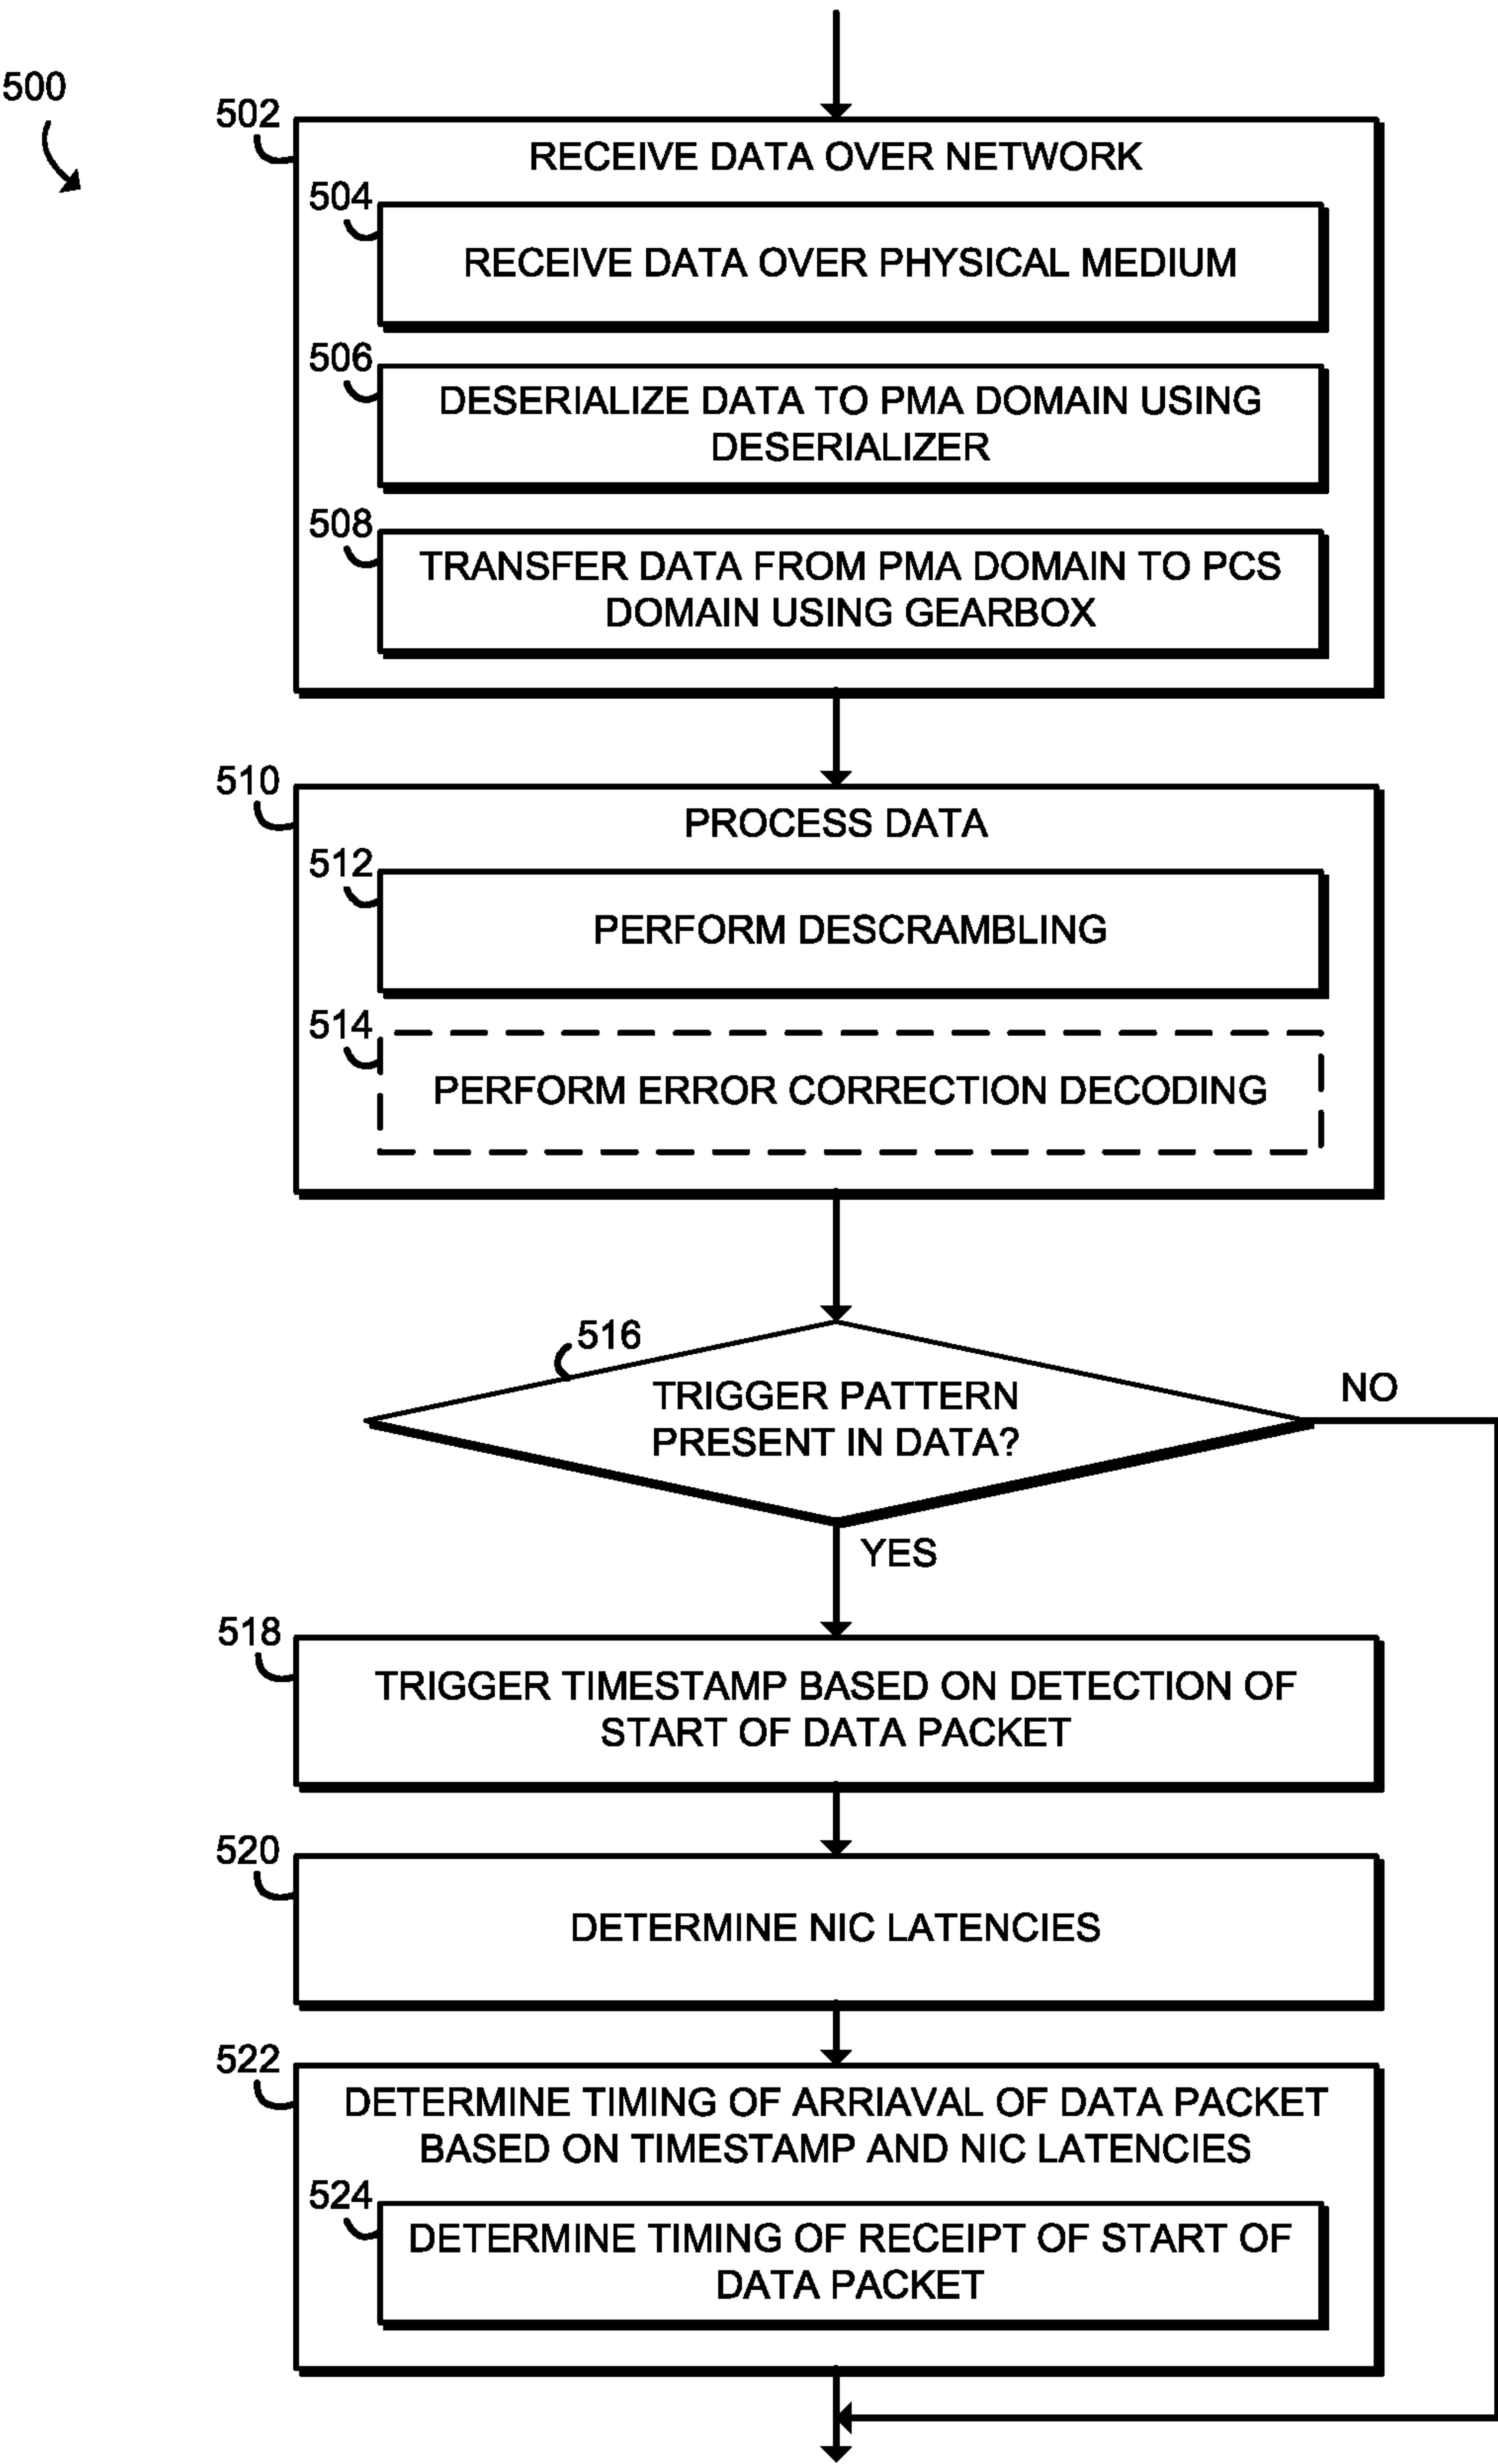 500
502
RECEIVE DATA OVER NETWORK
504
RECEIVE DATA OVER PHYSICAL MEDIUM
506
DESERIALIZE DATA TO PMA DOMAIN USING
DESERIALIZER
508
TRANSFER DATA FROM PMA DOMAIN TO PCS
DOMAIN USING GEARBOX
510
PROCESS DATA
512
PERFORM DESCRAMBLING
514
PERFORM ERROR CORRECTION DECODING
516
TRIGGER PATTERN
PRESENT IN DATA?
NO
YES
518
TRIGGER TIMESTAMP BASED ON DETECTION OF
START OF DATA PACKET
520
DETERMINE NIC LATENCIES
522
DETERMINE TIMING OF ARRIAVAL OF DATA PACKET
BASED ON TIMESTAMP AND NIC LATENCIES
524
DETERMINE TIMING OF RECEIPT OF START OF
DATA PACKET